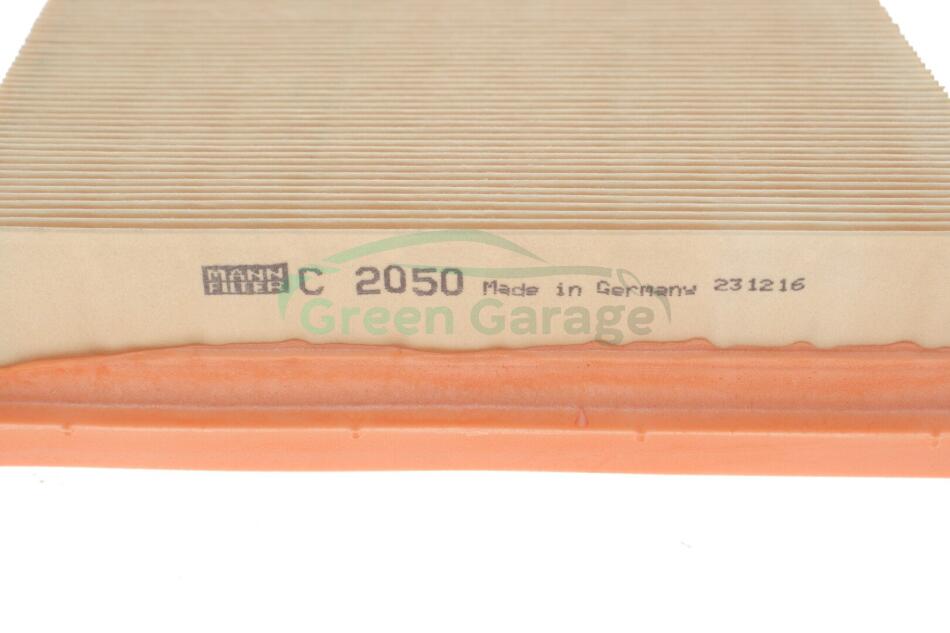 MANN FILTER C 2050 Made in Germany 231216
Green Garage